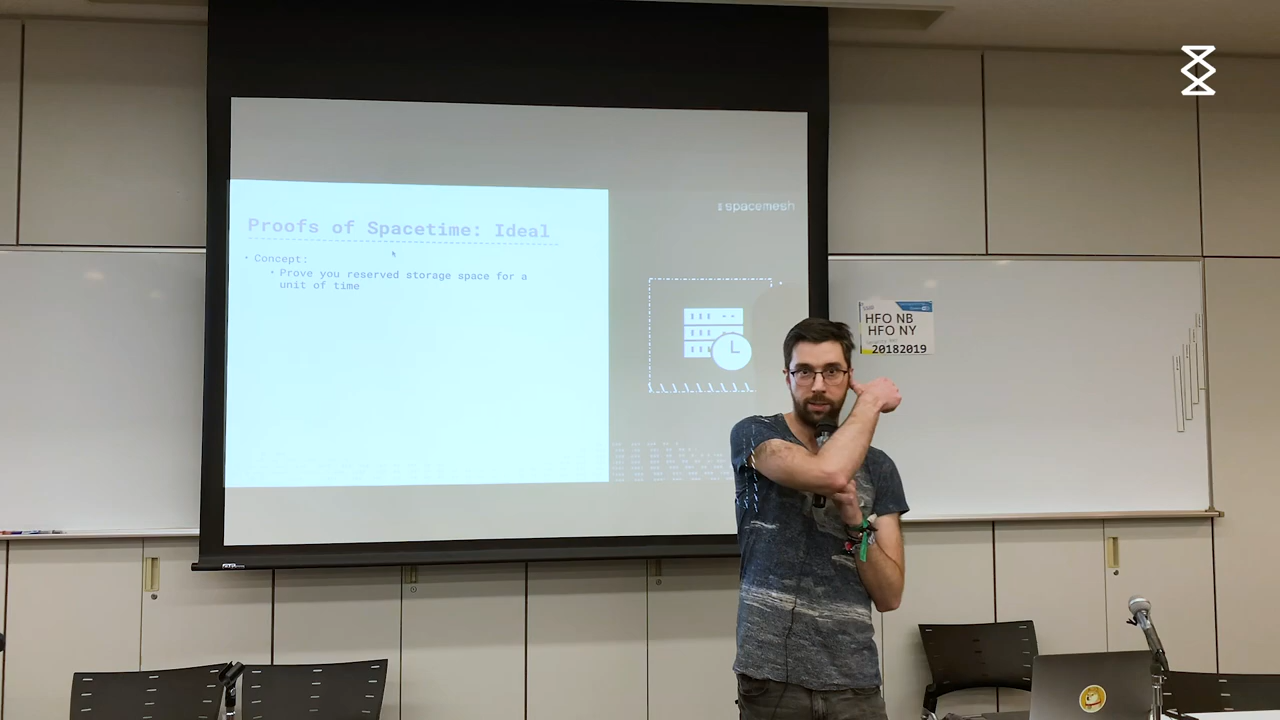 Proofs of Spacetime: Ideal
spacemesh
• Concept:
• Prove you reserved storage space for a
unit of time
HFO NB
HFO NY
20182019